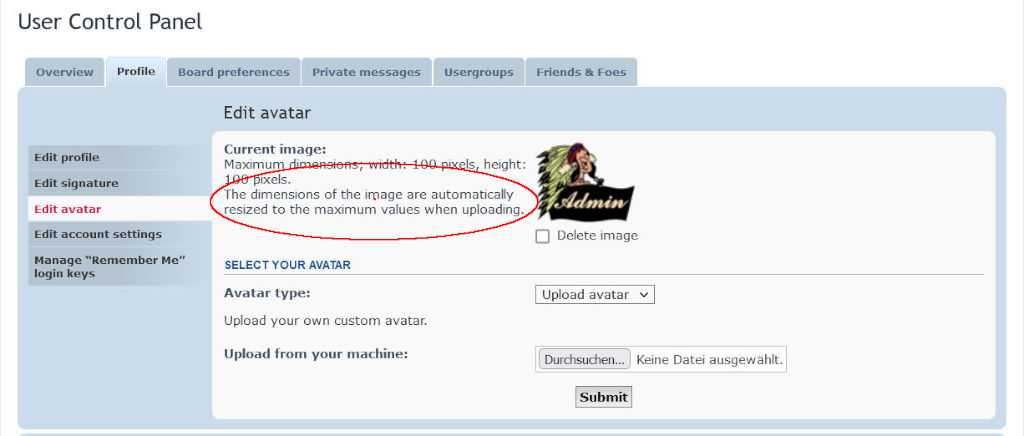 User Control Panel
Overview
Profile
Board preferences
Private messages
Usergroups
Friends & Foes
Edit avatar
Edit profile
Edit signature
Edit avatar
Edit account settings
Manage “Remember Me”
login keys
Current image:
Maximum dimensions; width: 100 pixels, height:
100 pixels.
The dimensions of the image are automatically
resized to the maximum values when uploading.
Admin
Delete image
SELECT YOUR AVATAR
Avatar type:
Upload avatar
Upload your own custom avatar.
Upload from your machine:
Durchsuchen... Keine Datei ausgewählt.
Submit